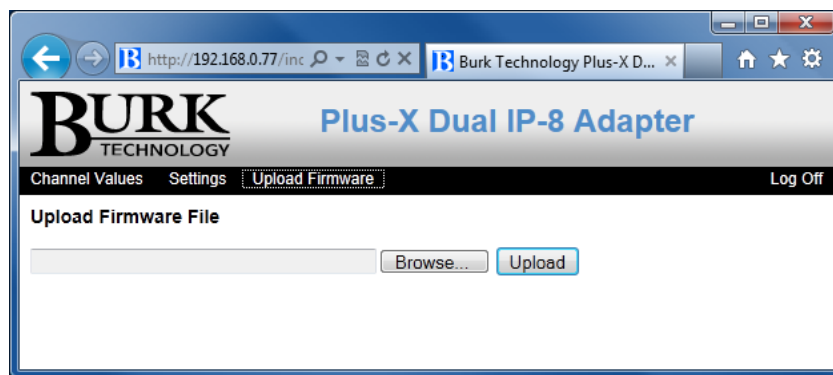 http://192.168.0.77/inc
Burk Technology Plus-X D...
BURK
TECHNOLOGY
Plus-X Dual IP-8 Adapter
Channel Values Settings Upload Firmware Log Off
Upload Firmware File
Browse... Upload